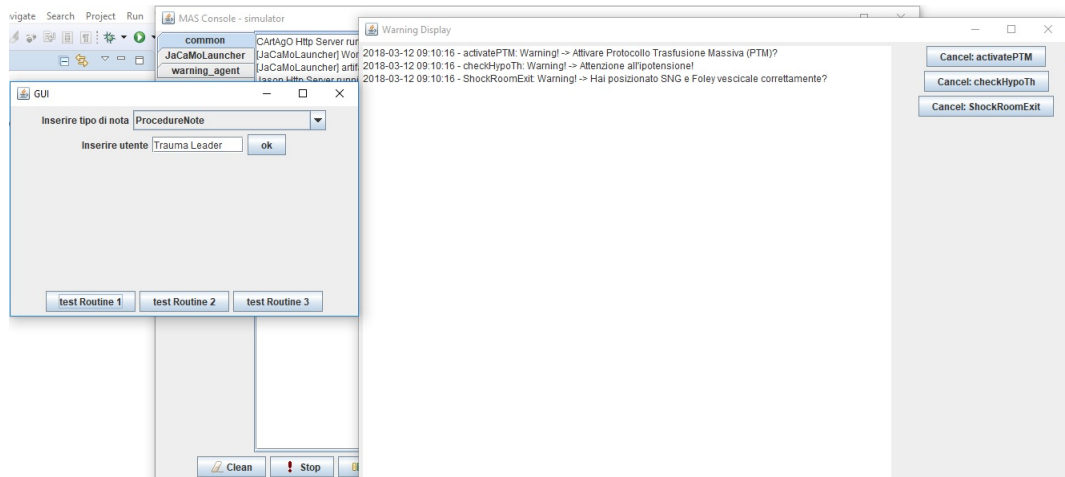 vigate Search Project Run
MAS Console - simulator
common
JaCaMoLauncher
warning_agent
CArtAgO Http Server run
[JaCaMoLauncher] Wor
[JaCaMoLauncher] artif
Jason Http Server runni
GUI
Inserire tipo di nota ProcedureNote
Inserire utente Trauma Leader ok
test Routine 1 test Routine 2 test Routine 3
Clean Stop
Warning Display
2018-03-12 09:10:16 - activatePTM: Warning! -> Attivare Protocollo Trasfusione Massiva (PTM)?
2018-03-12 09:10:16 - checkHypoTh: Warning! -> Attenzione all'ipotensione!
2018-03-12 09:10:16 - ShockRoomExit: Warning! -> Hai posizionato SNG e Foley vescicale correttamente?
Cancel: activatePTM
Cancel: checkHypoTh
Cancel: ShockRoomExit